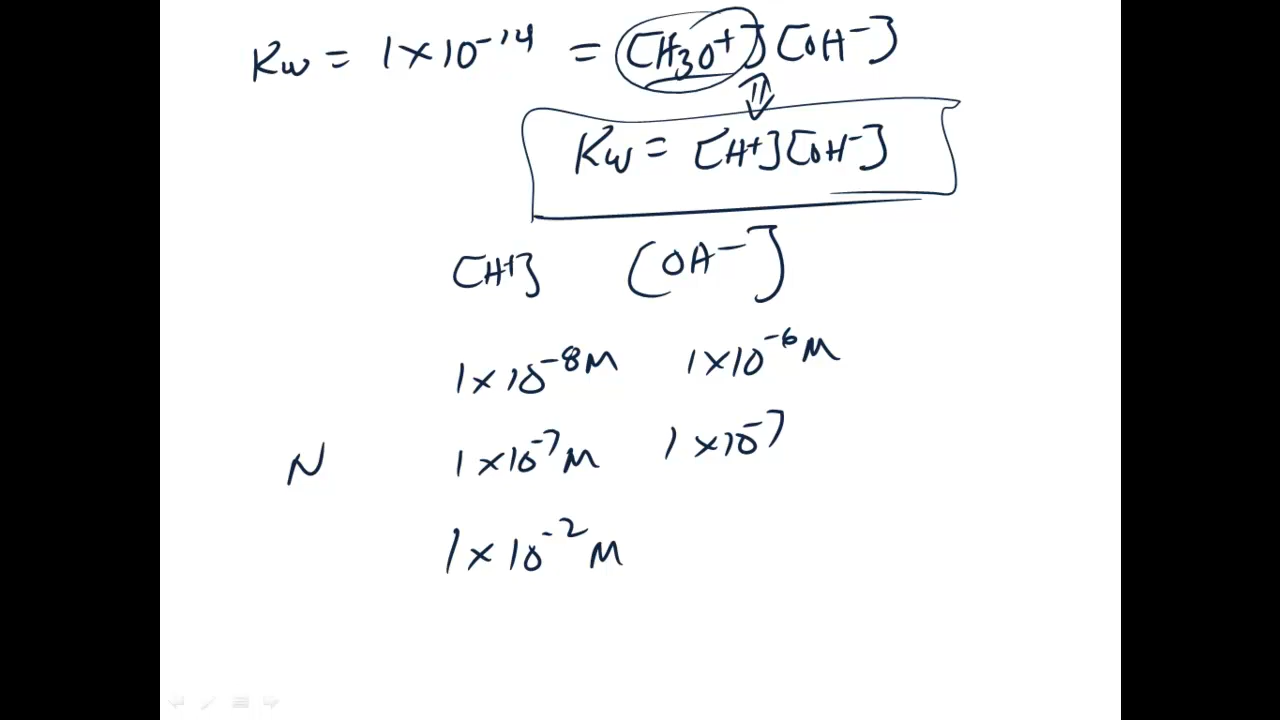 Kw = 1×10⁻¹⁴ = [H₃O⁺][OH⁻]
Kw = [H⁺][OH⁻]
[H⁺] [OH⁻]
1×10⁻⁸M 1×10⁻⁶M
N 1×10⁻⁷M 1×10⁻⁷
1×10⁻²M